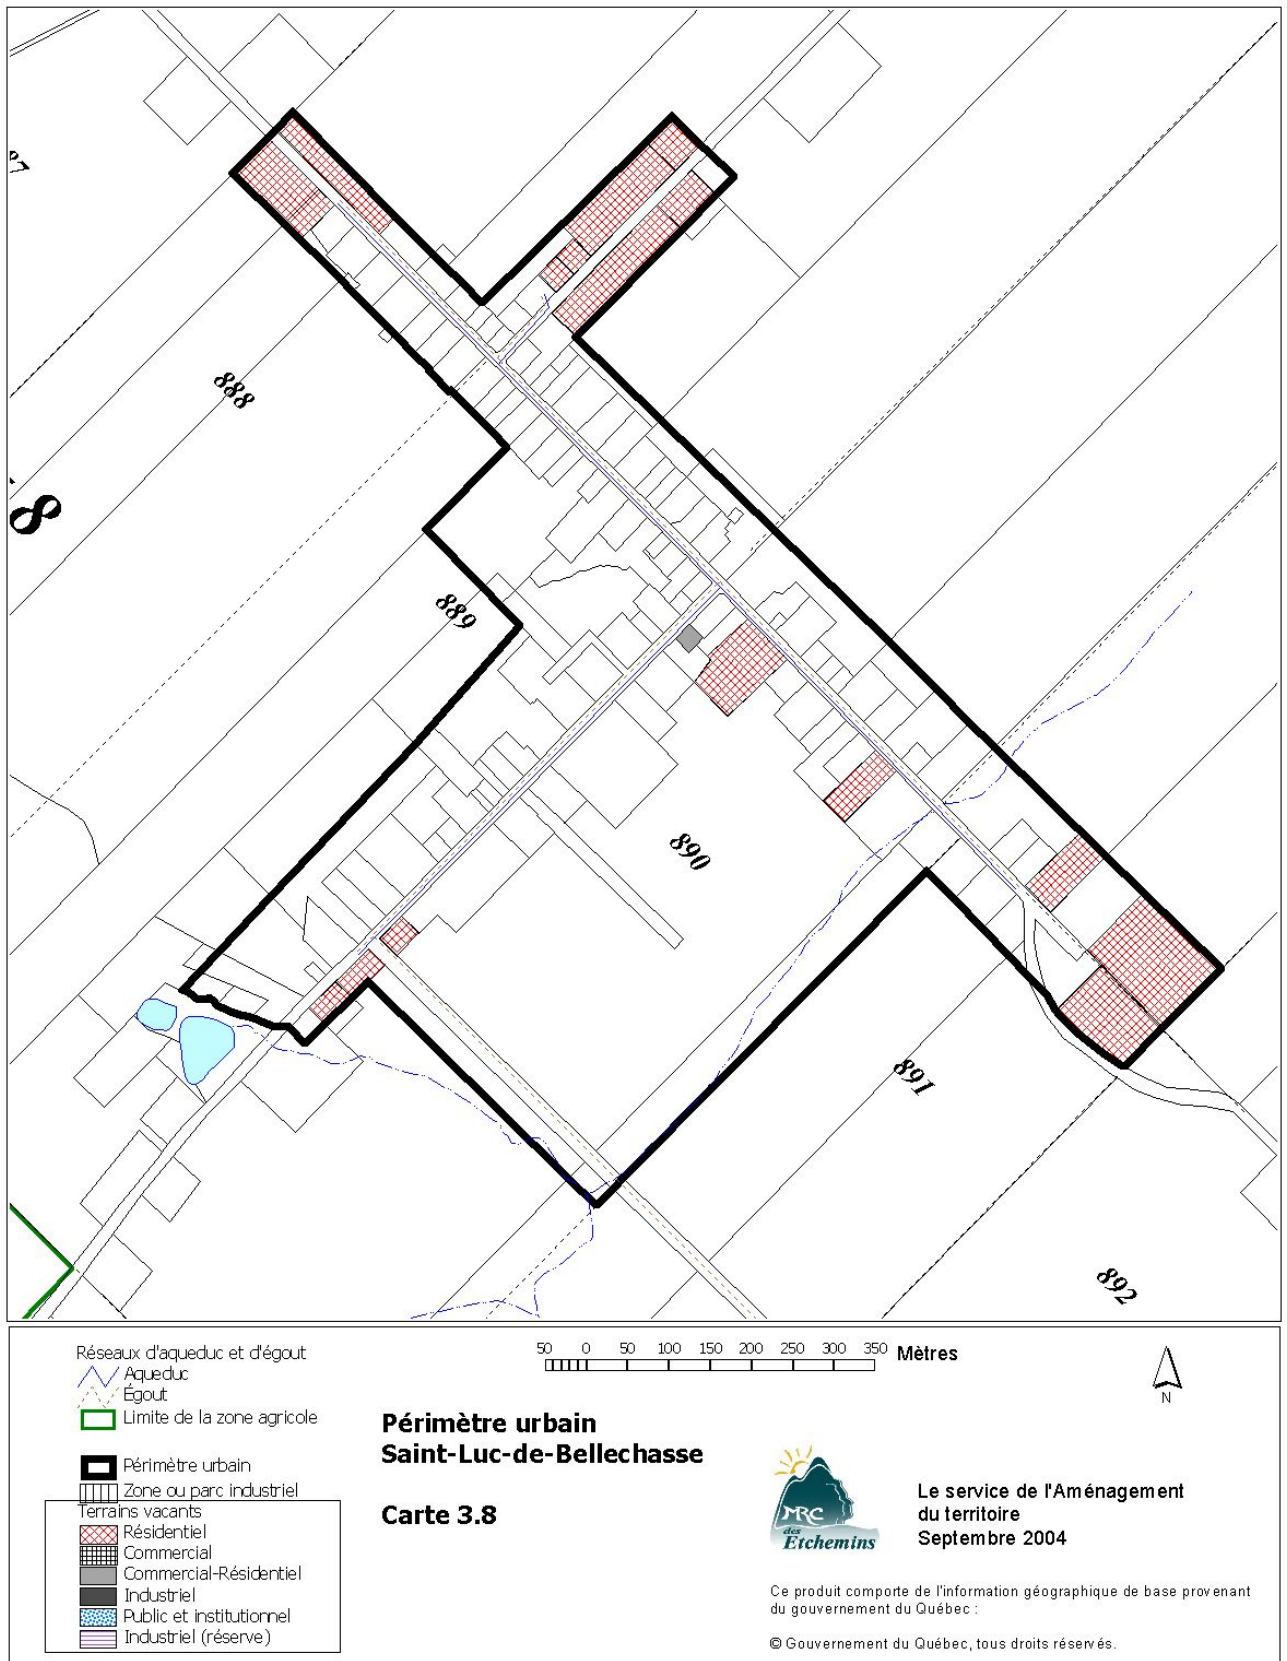 87
888
8
889
890
891
892
Réseaux d'aqueduc et d'égout
Aqueduc
Égout
Limite de la zone agricole
Périmètre urbain
Zone ou parc industriel
Terrains vacants
Résidentiel
Commercial
Commercial-Résidentiel
Industriel
Public et institutionnel
Industriel (réserve)
50 0 50 100 150 200 250 300 350 Mètres
Périmètre urbain
Saint-Luc-de-Bellechasse
Carte 3.8
N
MRC
des
Etchemins
Le service de l'Aménagement
du territoire
Septembre 2004
Ce produit comporte de l'information géographique de base provenant
du gouvernement du Québec :
© Gouvernement du Québec, tous droits réservés.